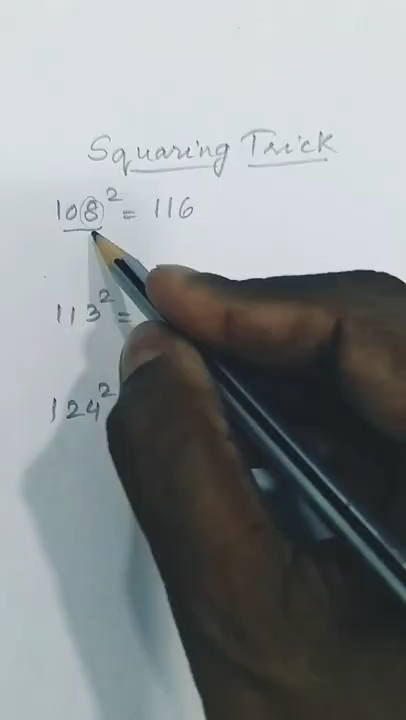 Squaring Trick
108² = 116
113² =
124²